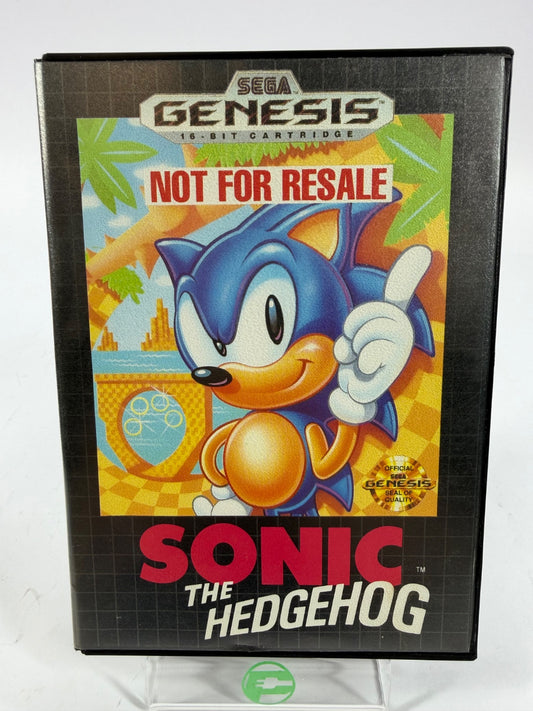 SEGA
GENESIS
16-BIT CARTRIDGE
NOT FOR RESALE
OFFICIAL
SEGA
GENESIS
SEAL OF
QUALITY
SONIC
TM
THE
HEDGEHOG